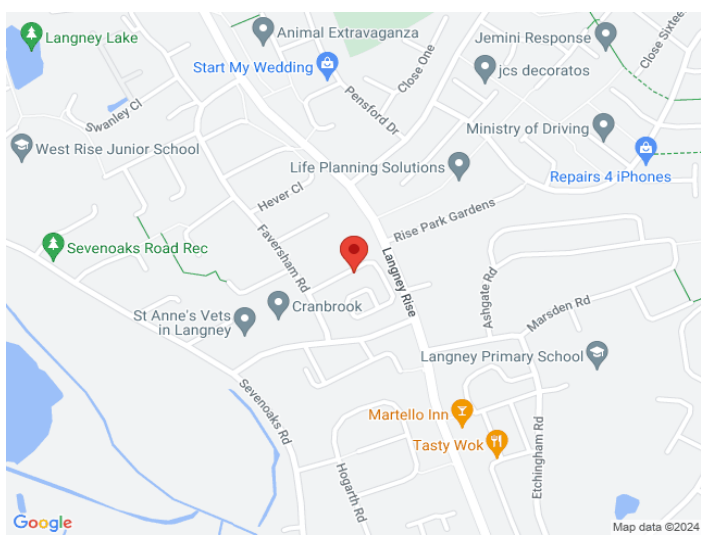 Langney Lake
Animal Extravaganza
Jemini Response
Close Sixteen
Start My Wedding
Close One
jcs decoratos
Pensford Dr
Swanley Cl
Ministry of Driving
West Rise Junior School
Life Planning Solutions
Repairs 4 iPhones
Hever Cl
Rise Park Gardens
Sevenoaks Road Rec
Faversham Rd
Langney Rise
Ashgate Rd
Cranbrook
Marsden Rd
St Anne's Vets
in Langney
Langney Primary School
Sevenoaks Rd
Martello Inn
Tasty Wok
Etchingham Rd
Hogarth Rd
Google
Map data ©2024